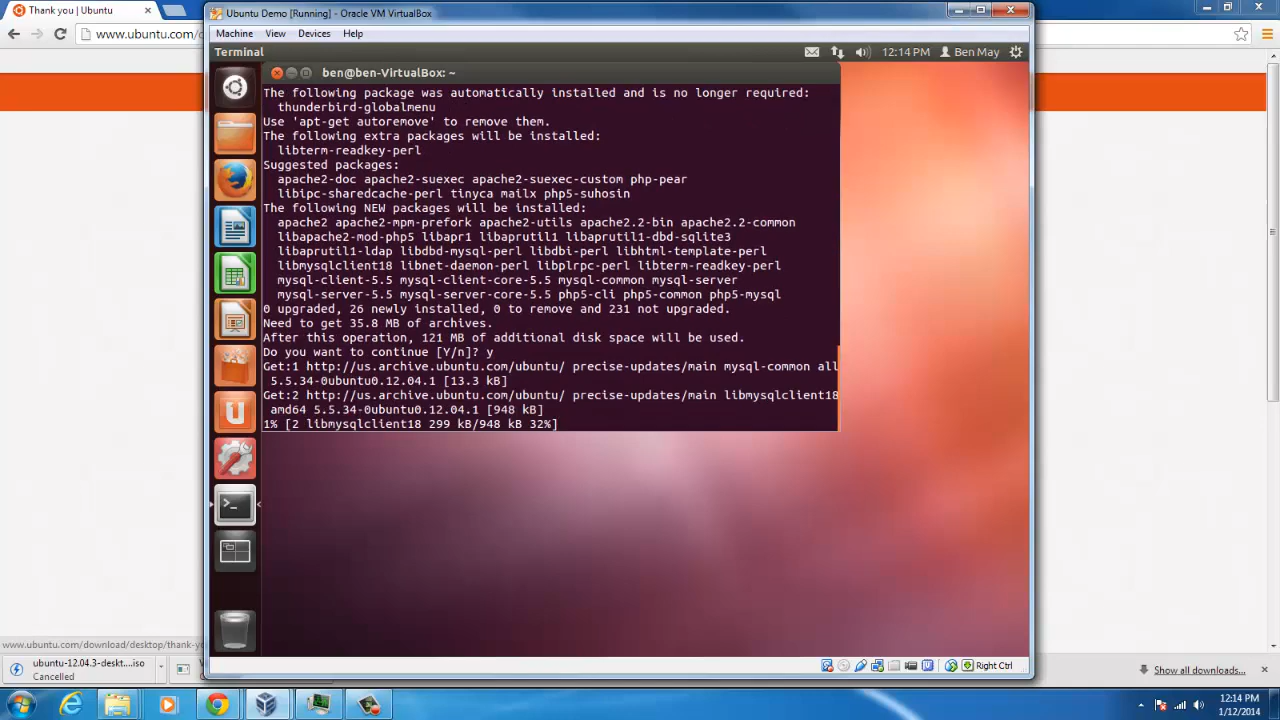 Thank you | Ubuntu
Ubuntu Demo [Running] - Oracle VM VirtualBox
www.ubuntu.com/
Machine View Devices Help
Terminal
12:14 PM
Ben May
ben@ben-VirtualBox: ~
The following package was automatically installed and is no longer required:
thunderbird-globalmenu
Use 'apt-get autoremove' to remove them.
The following extra packages will be installed:
libterm-readkey-perl
Suggested packages:
apache2-doc apache2-suexec apache2-suexec-custom php-pear
libipc-sharedcache-perl tinyca mailx php5-suhosin
The following NEW packages will be installed:
apache2 apache2-mpm-prefork apache2-utils apache2.2-bin apache2.2-common
libapache2-mod-php5 libapr1 libaprutil1 libaprutil1-dbd-sqlite3
libaprutil1-ldap libdbd-mysql-perl libdbi-perl libhtml-template-perl
libmysqlclient18 libnet-daemon-perl libplrpc-perl libterm-readkey-perl
mysql-client-5.5 mysql-client-core-5.5 mysql-common mysql-server
mysql-server-5.5 mysql-server-core-5.5 php5-cli php5-common php5-mysql
0 upgraded, 26 newly installed, 0 to remove and 231 not upgraded.
Need to get 35.8 MB of archives.
After this operation, 121 MB of additional disk space will be used.
Do you want to continue [Y/n]? y
Get:1 http://us.archive.ubuntu.com/ubuntu/ precise-updates/main mysql-common all
5.5.34-0ubuntu0.12.04.1 [13.3 kB]
Get:2 http://us.archive.ubuntu.com/ubuntu/ precise-updates/main libmysqlclient18
amd64 5.5.34-0ubuntu0.12.04.1 [948 kB]
1% [2 libmysqlclient18 299 kB/948 kB 32%]
www.ubuntu.com/download/desktop/thank-y
Right Ctrl
ubuntu-12.04.3-deskt....iso
Cancelled
Show all downloads...
12:14 PM
1/12/2014